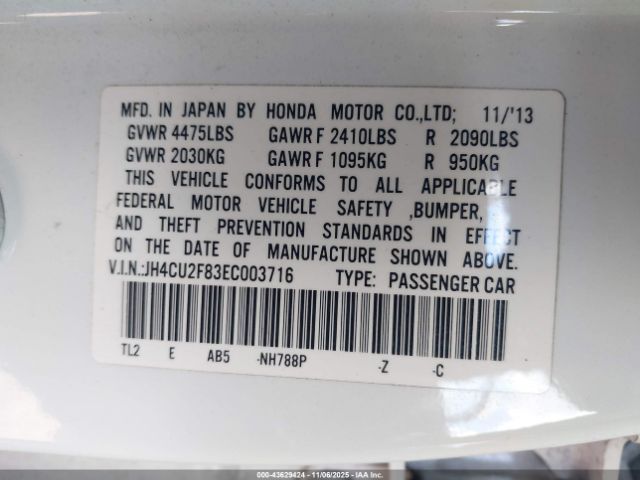 MFD. IN JAPAN BY HONDA MOTOR CO.,LTD; 11/'13
GVWR 4475LBS GAWR F 2410LBS R 2090LBS
GVWR 2030KG GAWR F 1095KG R 950KG
THIS VEHICLE CONFORMS TO ALL APPLICABLE
FEDERAL MOTOR VEHICLE SAFETY ,BUMPER,
AND THEFT PREVENTION STANDARDS IN EFFECT
ON THE DATE OF MANUFACTURE SHOWN ABOVE.
V.I.N.:JH4CU2F83EC003716 TYPE: PASSENGER CAR
TL2 E AB5 -NH788P -Z -C
000-43629424 | 11/06/2025 | IAAI INC